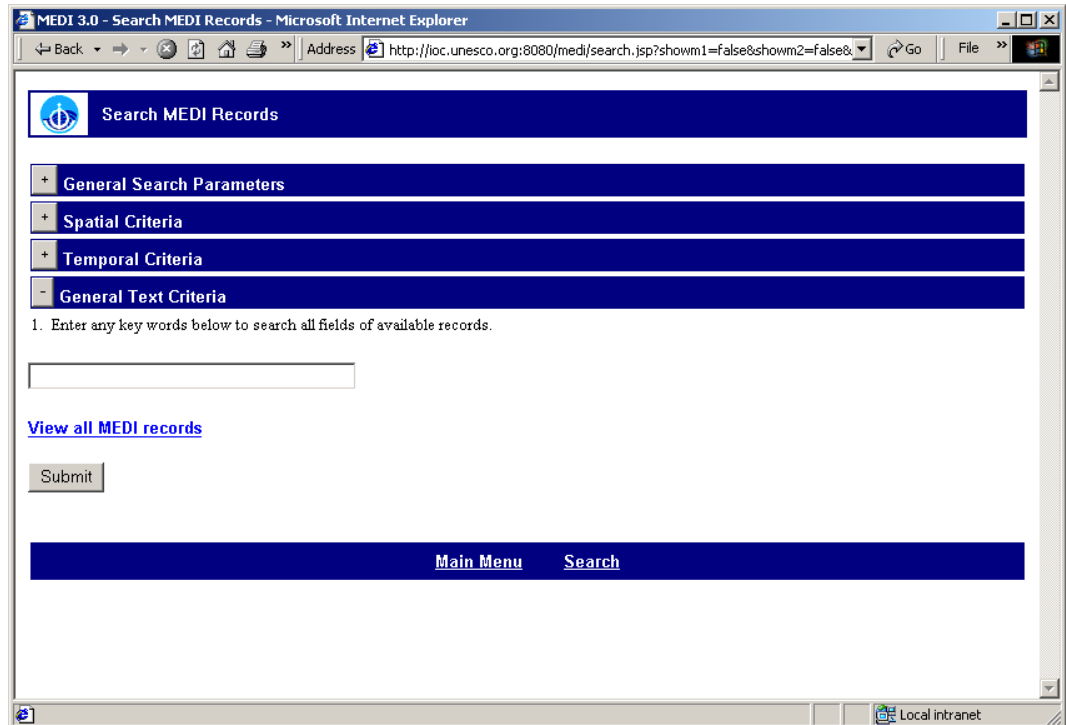 MEDI 3.0 - Search MEDI Records - Microsoft Internet Explorer
Back » Address http://ioc.unesco.org:8080/medi/search.jsp?showm1=false&showm2=false& Go File »
Search MEDI Records
+ General Search Parameters
+ Spatial Criteria
+ Temporal Criteria
- General Text Criteria
1. Enter any key words below to search all fields of available records.
View all MEDI records
Submit
Main Menu Search
Local intranet